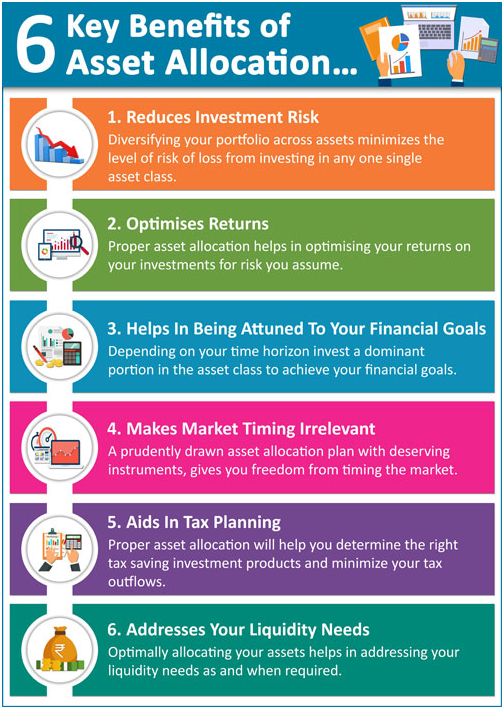 6 Key Benefits of
Asset Allocation...
1. Reduces Investment Risk
Diversifying your portfolio across assets minimizes the
level of risk of loss from investing in any one single
asset class.
2. Optimises Returns
Proper asset allocation helps in optimising your returns on
your investments for risk you assume.
3. Helps In Being Attuned To Your Financial Goals
Depending on your time horizon invest a dominant
portion in the asset class to achieve your financial goals.
4. Makes Market Timing Irrelevant
A prudently drawn asset allocation plan with deserving
instruments, gives you freedom from timing the market.
5. Aids In Tax Planning
Proper asset allocation will help you determine the right
tax saving investment products and minimize your tax
outflows.
6. Addresses Your Liquidity Needs
₹
Optimally allocating your assets helps in addressing your
liquidity needs as and when required.